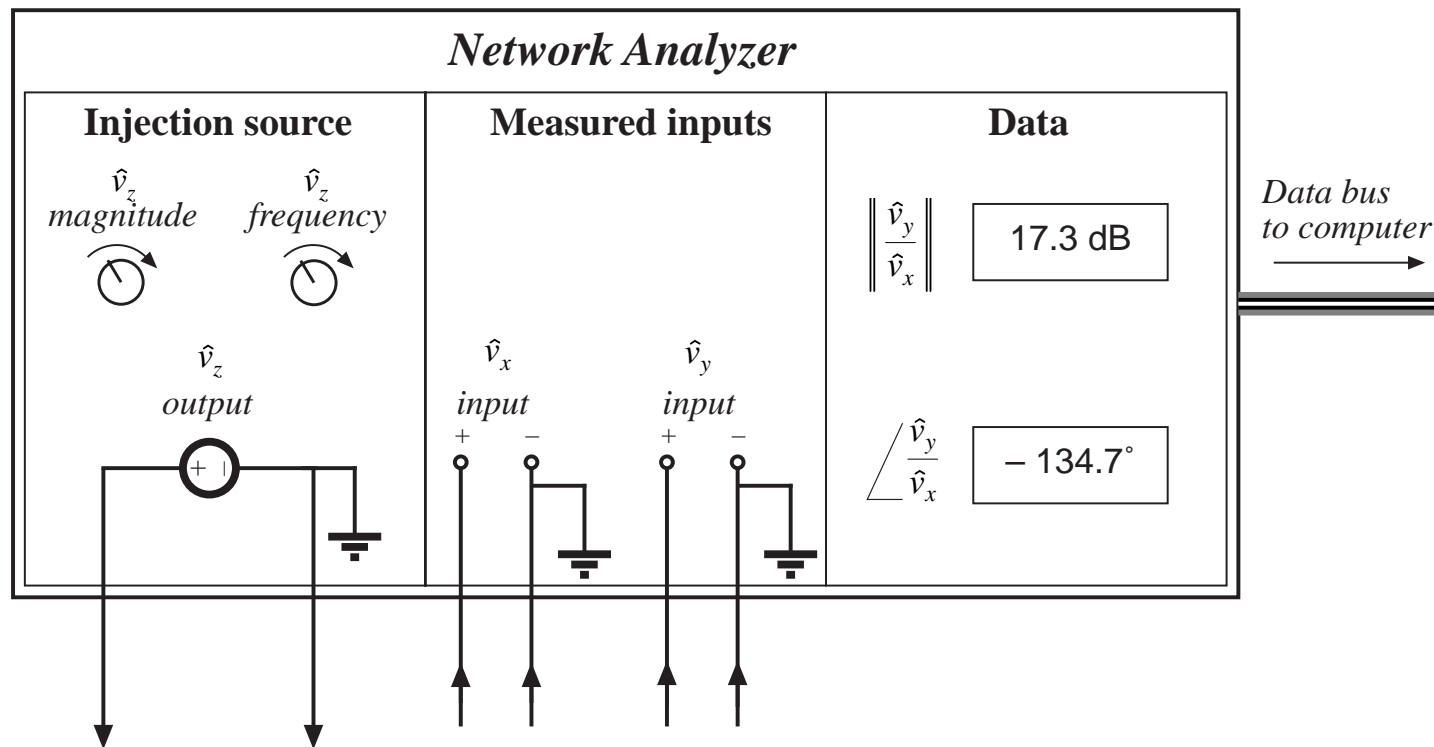 Network Analyzer
Injection source
v̂z
magnitude
v̂z
frequency
v̂z
output
+ −
Measured inputs
v̂x
input
+ −
v̂y
input
+ −
Data
‖ v̂y / v̂x ‖
17.3 dB
∠ v̂y / v̂x
– 134.7˚
Data bus
to computer